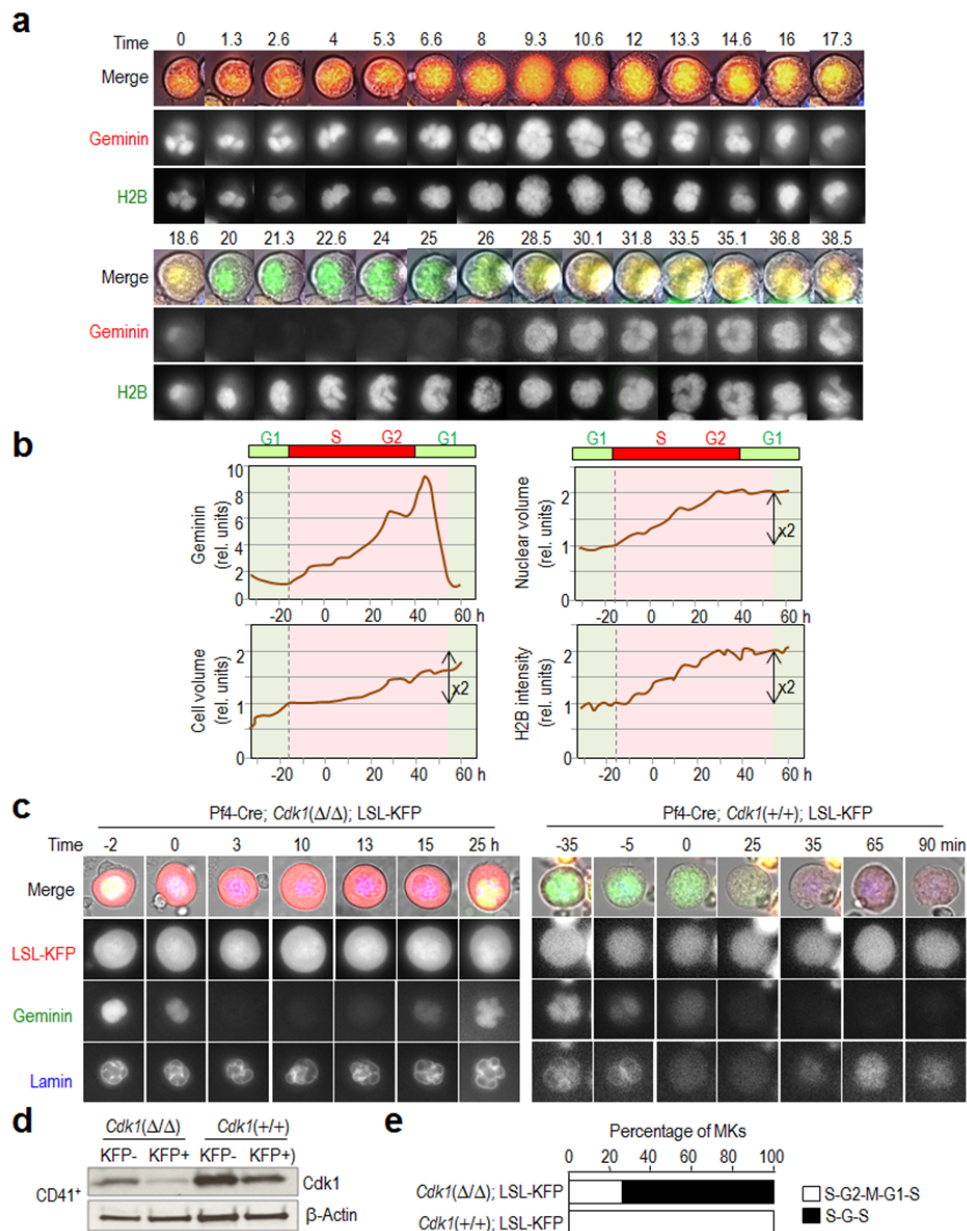 a
Time 0 1.3 2.6 4 5.3 6.6 8 9.3 10.6 12 13.3 14.6 16 17.3
Merge
Geminin
H2B
18.6 20 21.3 22.6 24 25 26 28.5 30.1 31.8 33.5 35.1 36.8 38.5
Merge
Geminin
H2B
b
G1 S G2 G1
Geminin
(rel. units)
10
8
6
4
2
0
-20 0 20 40 60 h
G1 S G2 G1
Nuclear volume
(rel. units)
2
1
0
x2
-20 0 20 40 60 h
Cell volume
(rel. units)
2
1
0
x2
-20 0 20 40 60 h
H2B intensity
(rel. units)
2
1
0
x2
-20 0 20 40 60 h
c
Pf4-Cre; Cdk1(Δ/Δ); LSL-KFP
Pf4-Cre; Cdk1(+/+); LSL-KFP
Time -2 0 3 10 13 15 25 h
-35 -5 0 25 35 65 90 min
Merge
LSL-KFP
Geminin
Lamin
d
Cdk1(Δ/Δ) Cdk1(+/+)
KFP- KFP+ KFP- KFP+)
CD41+
Cdk1
β-Actin
e
Percentage of MKs
0 20 40 60 80 100
Cdk1(Δ/Δ); LSL-KFP
Cdk1(+/+); LSL-KFP
S-G2-M-G1-S
S-G-S